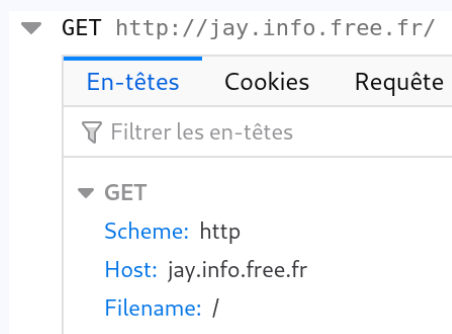 GET http://jay.info.free.fr/
En-têtes Cookies Requête
Filtrer les en-têtes
GET
Scheme: http
Host: jay.info.free.fr
Filename: /